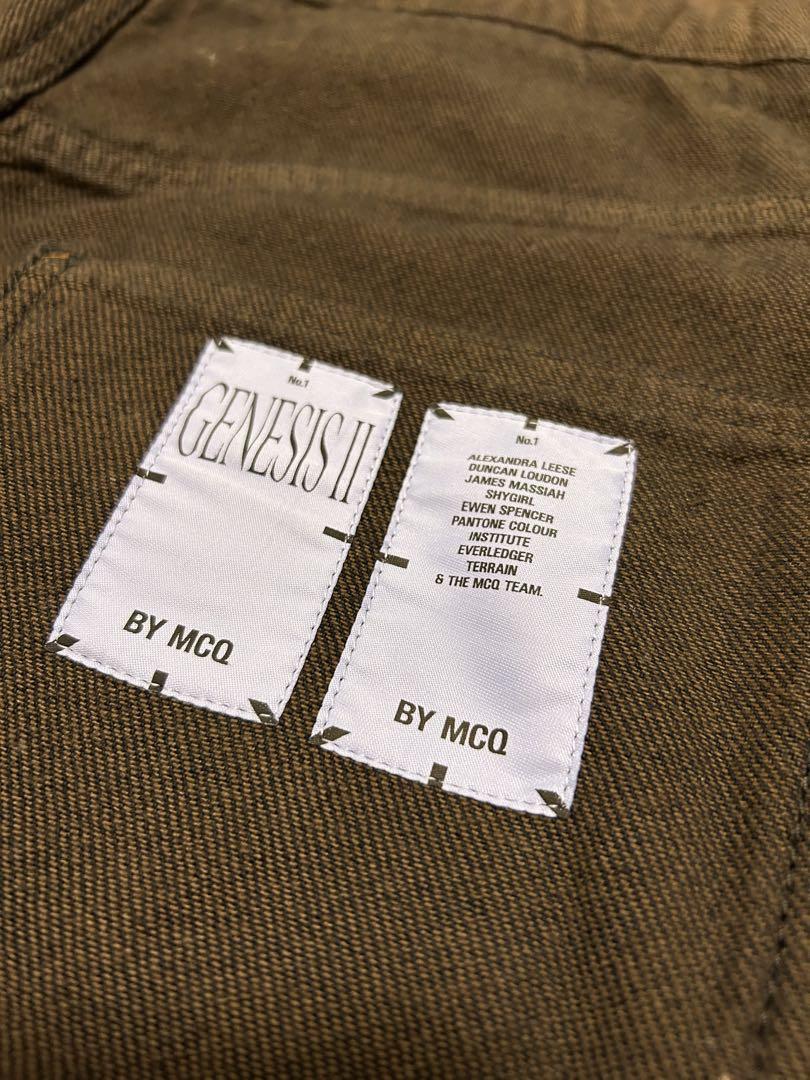 No.1
GENESIS II
BY MCQ
No.1
ALEXANDRA LEESE
DUNCAN LOUDON
JAMES MASSIAH
SHYGIRL
EWEN SPENCER
PANTONE COLOUR
INSTITUTE
EVERLEDGER
TERRAIN
& THE MCQ TEAM.
BY MCQ